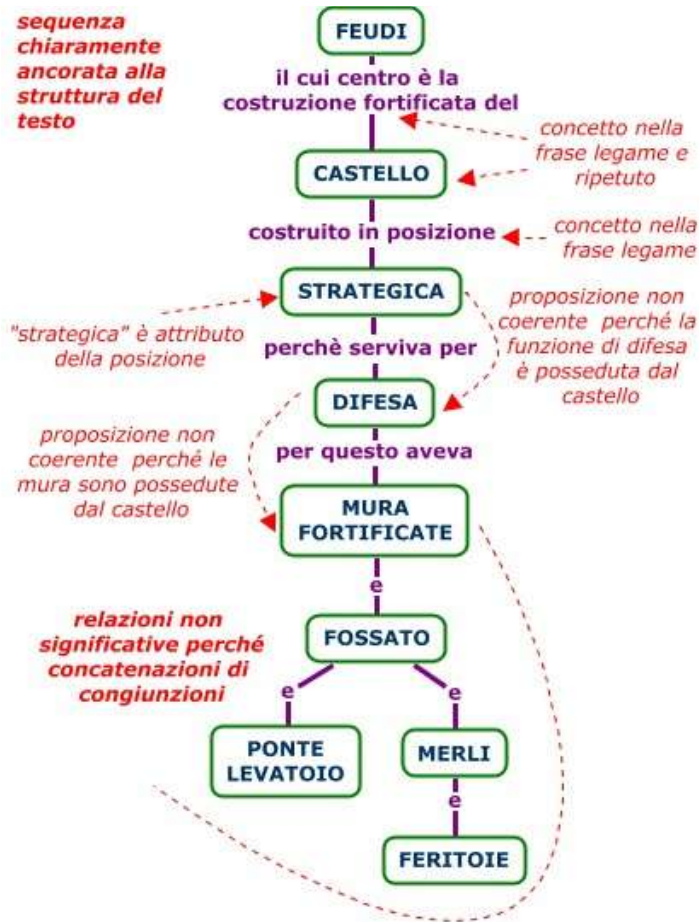 sequenza
chiaramente
ancorata alla
struttura del
testo
FEUDI
il cui centro è la
costruzione fortificata del
concetto nella
frase legame e
ripetuto
CASTELLO
costruito in posizione
concetto nella
frase legame
STRATEGICA
"strategica" è attributo
della posizione
proposizione non
coerente perché la
funzione di difesa
è posseduta dal
castello
perchè serviva per
DIFESA
proposizione non
coerente perché le
mura sono possedute
dal castello
per questo aveva
MURA
FORTIFICATE
e
relazioni non
significative perché
concatenazioni di
congiunzioni
FOSSATO
e
e
PONTE
LEVATOIO
MERLI
e
FERITOIE